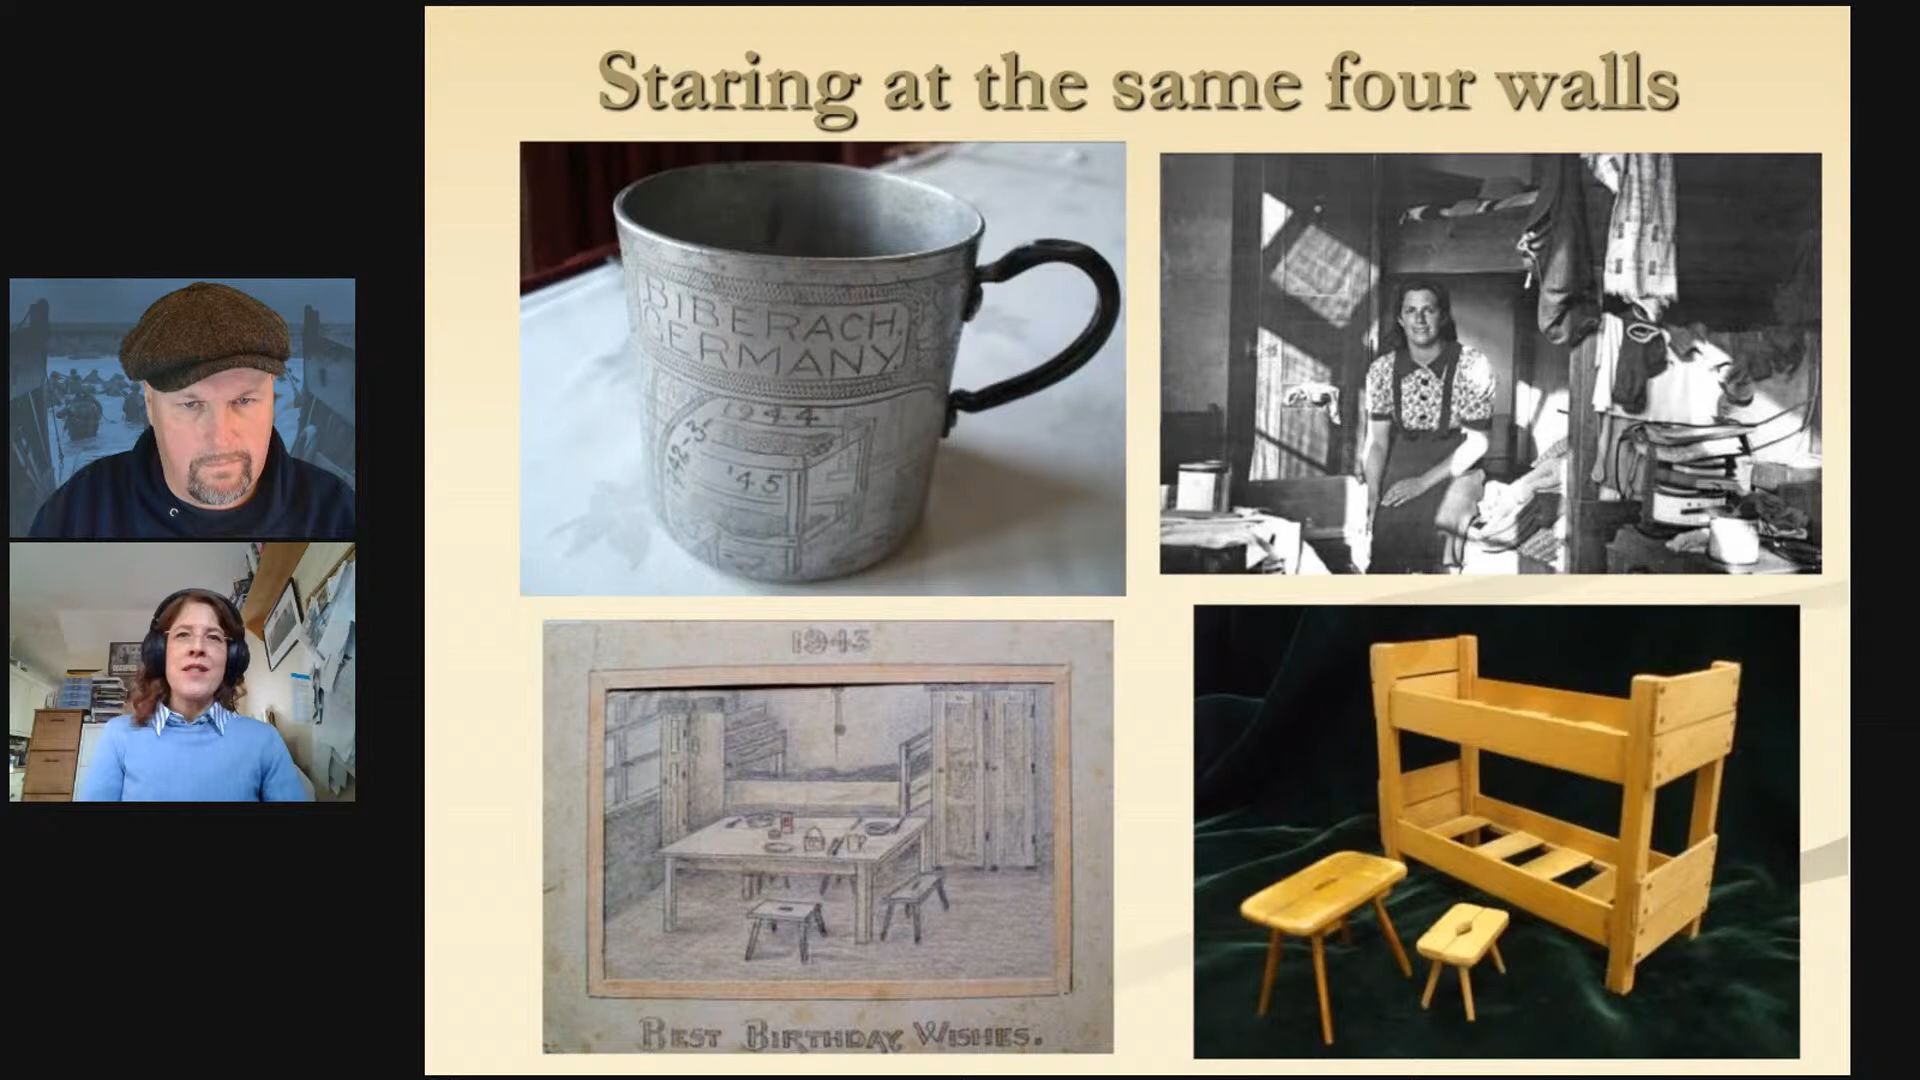 Staring at the same four walls
BIBERACH,
GERMANY.
1944
'42-3-
'45
1943
BEST BIRTHDAY WISHES.